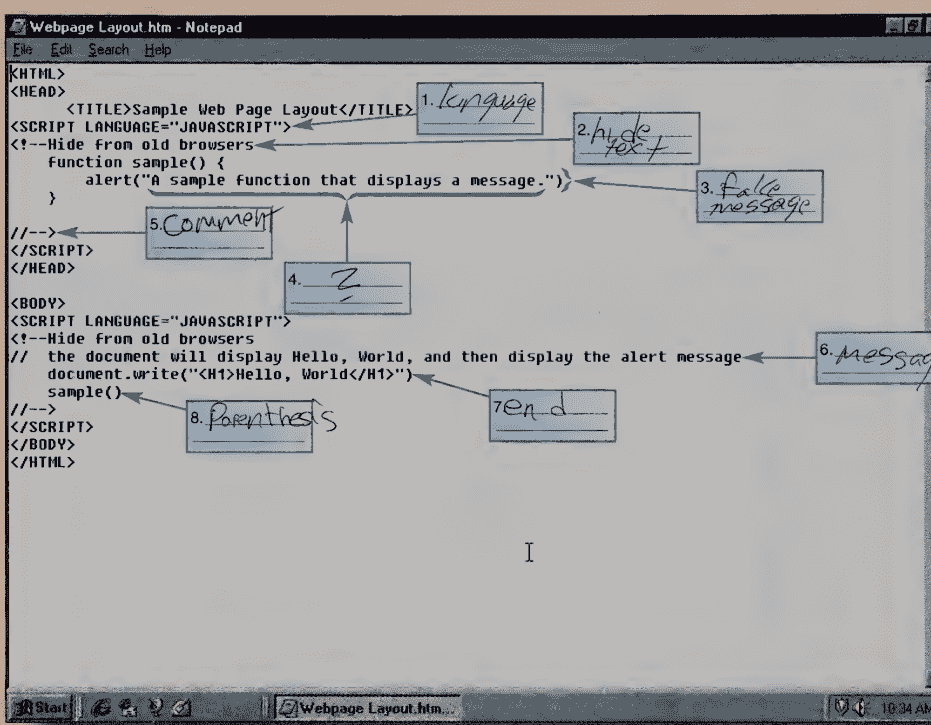 Webpage Layout.htm - Notepad
File Edit Search Help
<HTML>
<HEAD>
<TITLE>Sample Web Page Layout</TITLE>
1. language
<SCRIPT LANGUAGE="JAVASCRIPT">
<!--Hide from old browsers
2. hide
text
function sample() {
alert("A sample function that displays a message.")
3. fake
message
}
5. Comment
//-->
</SCRIPT>
</HEAD>
4. ?
<BODY>
<SCRIPT LANGUAGE="JAVASCRIPT">
<!--Hide from old browsers
// the document will display Hello, World, and then display the alert message
6. Messag
document.write("<H1>Hello, World</H1>")
sample()
7 end
8. Parenthesis
//-->
</SCRIPT>
</BODY>
</HTML>
Start
Webpage Layout.htm...
10:34 AM